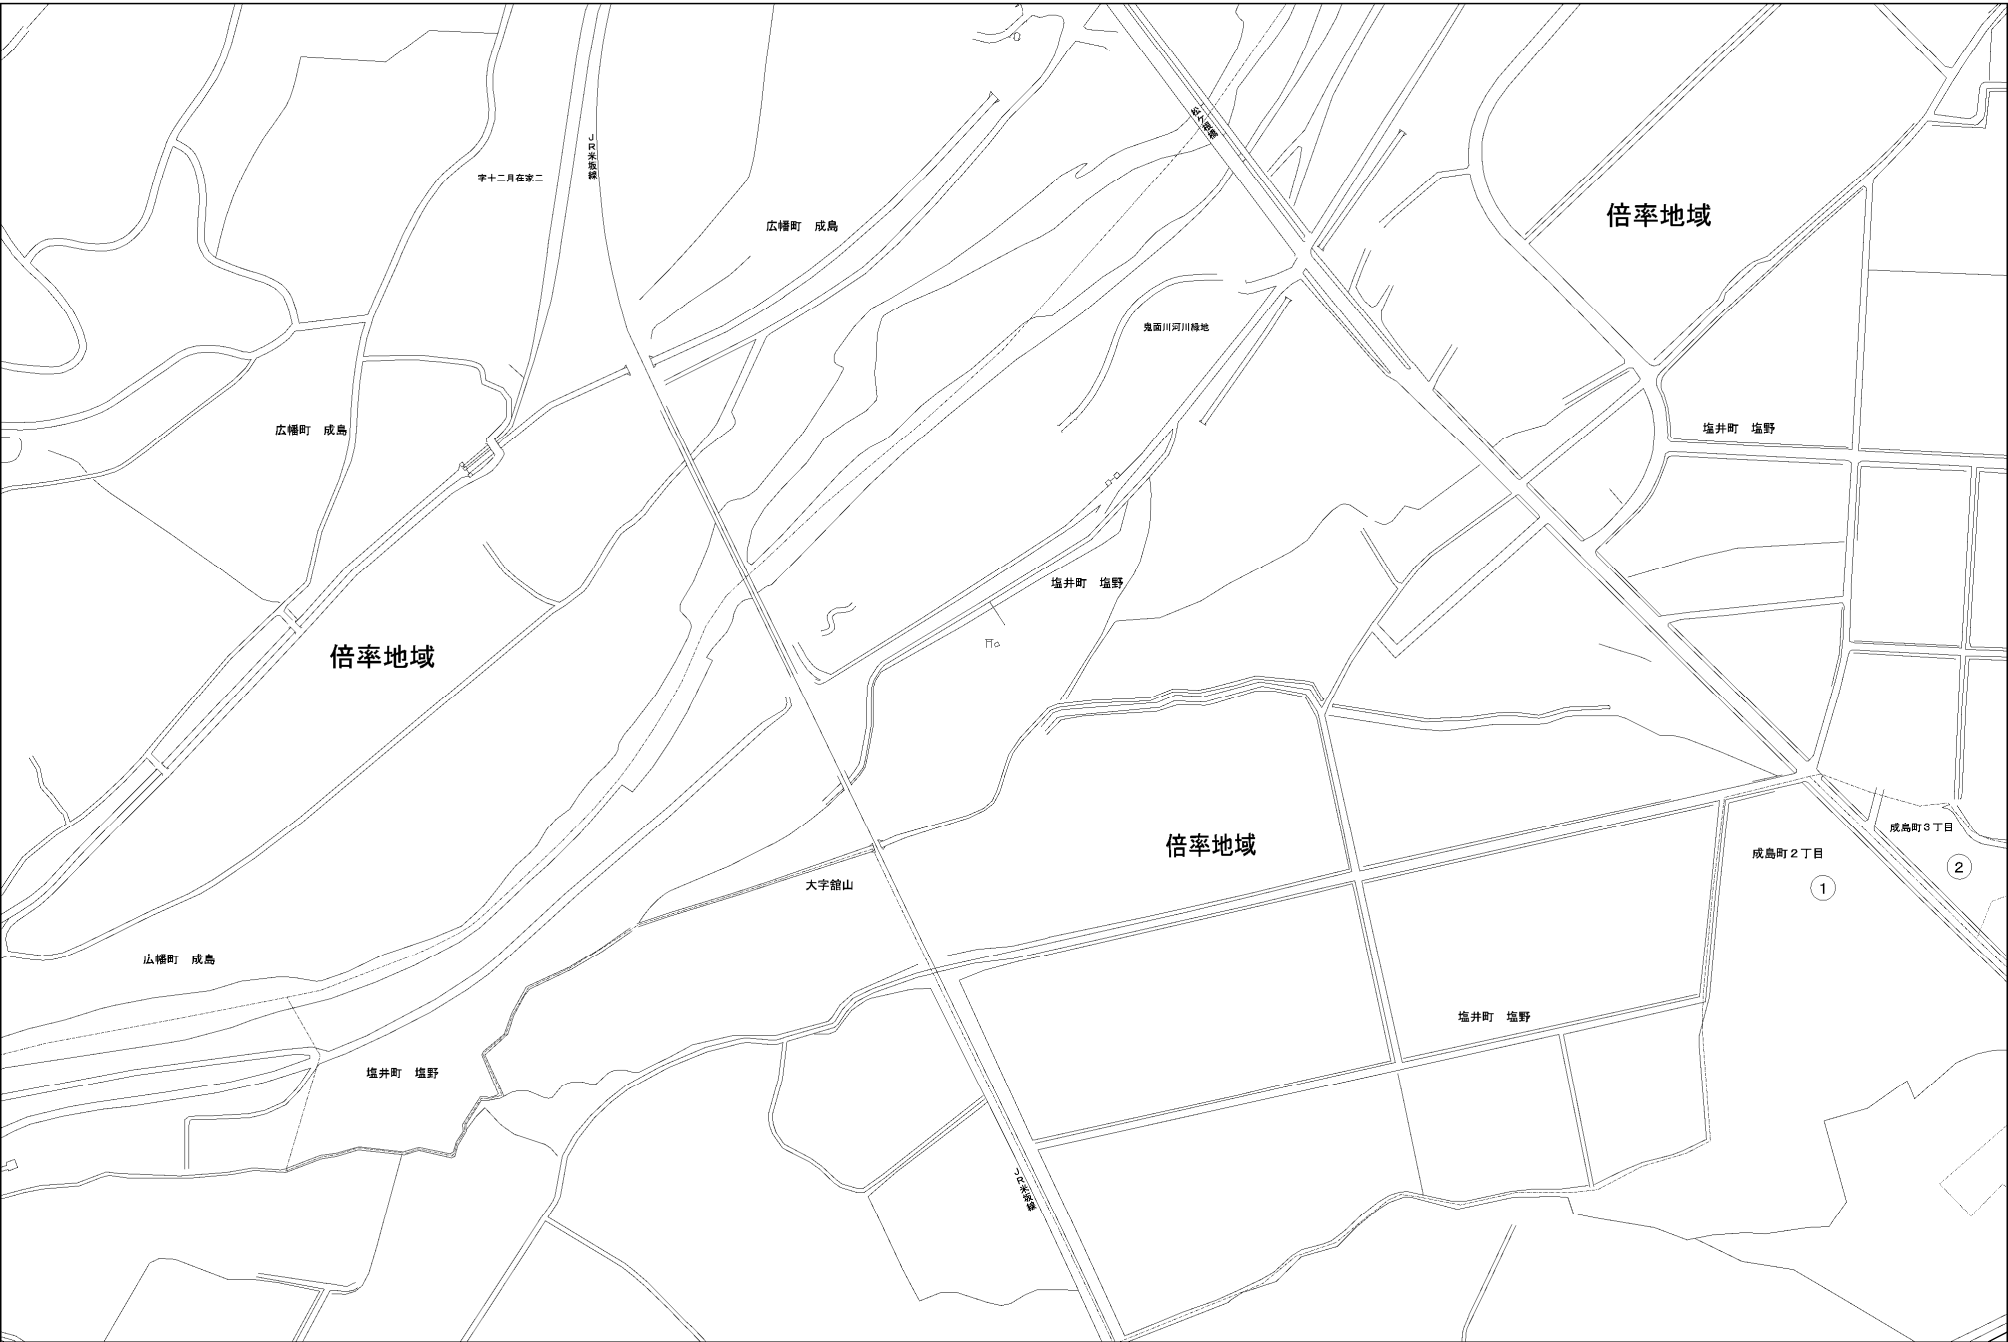 松ケ根橋
JR米坂線
字十二月在家二
広幡町　成島
倍率地域
鬼面川河川緑地
広幡町　成島
塩井町　塩野
塩井町　塩野
倍率地域
成島町3丁目
倍率地域
成島町2丁目
②
大字舘山
①
広幡町　成島
塩井町　塩野
塩井町　塩野
JR米坂線